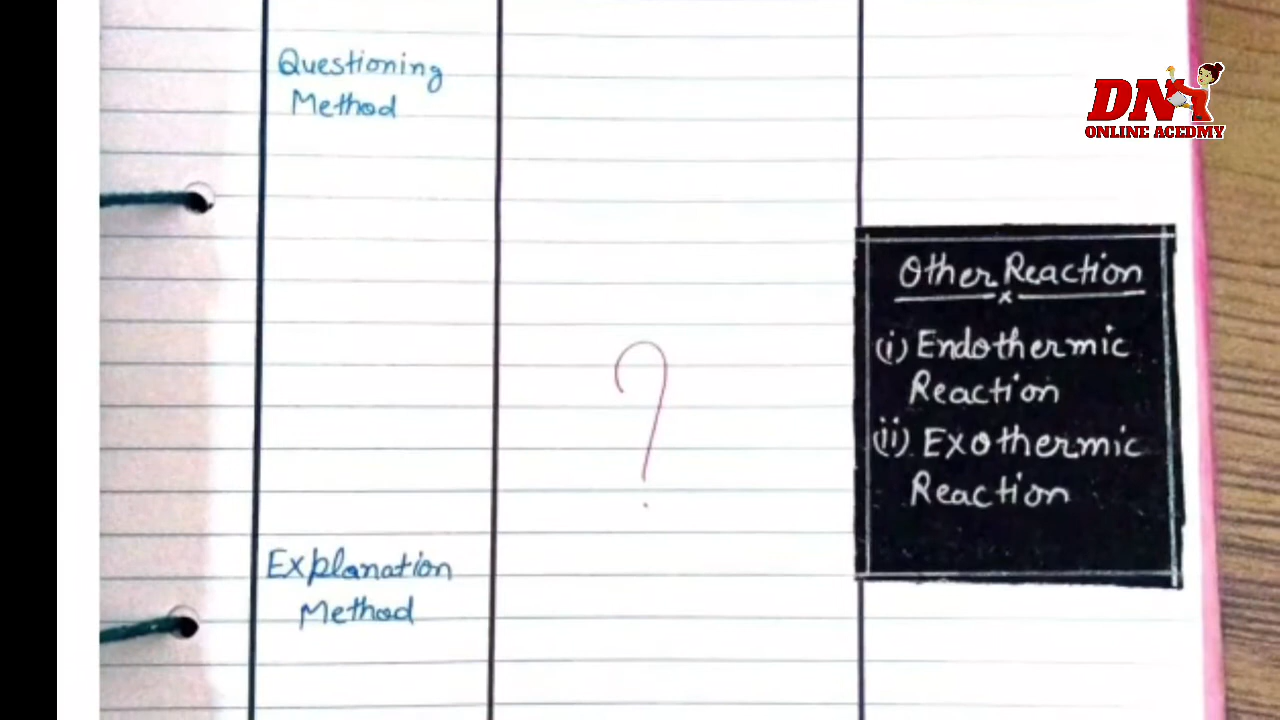 Questioning
Method
?
Explanation
Method
Other Reaction
x
(i) Endothermic
Reaction
(ii) Exothermic
Reaction
DNA
ONLINE ACEDMY